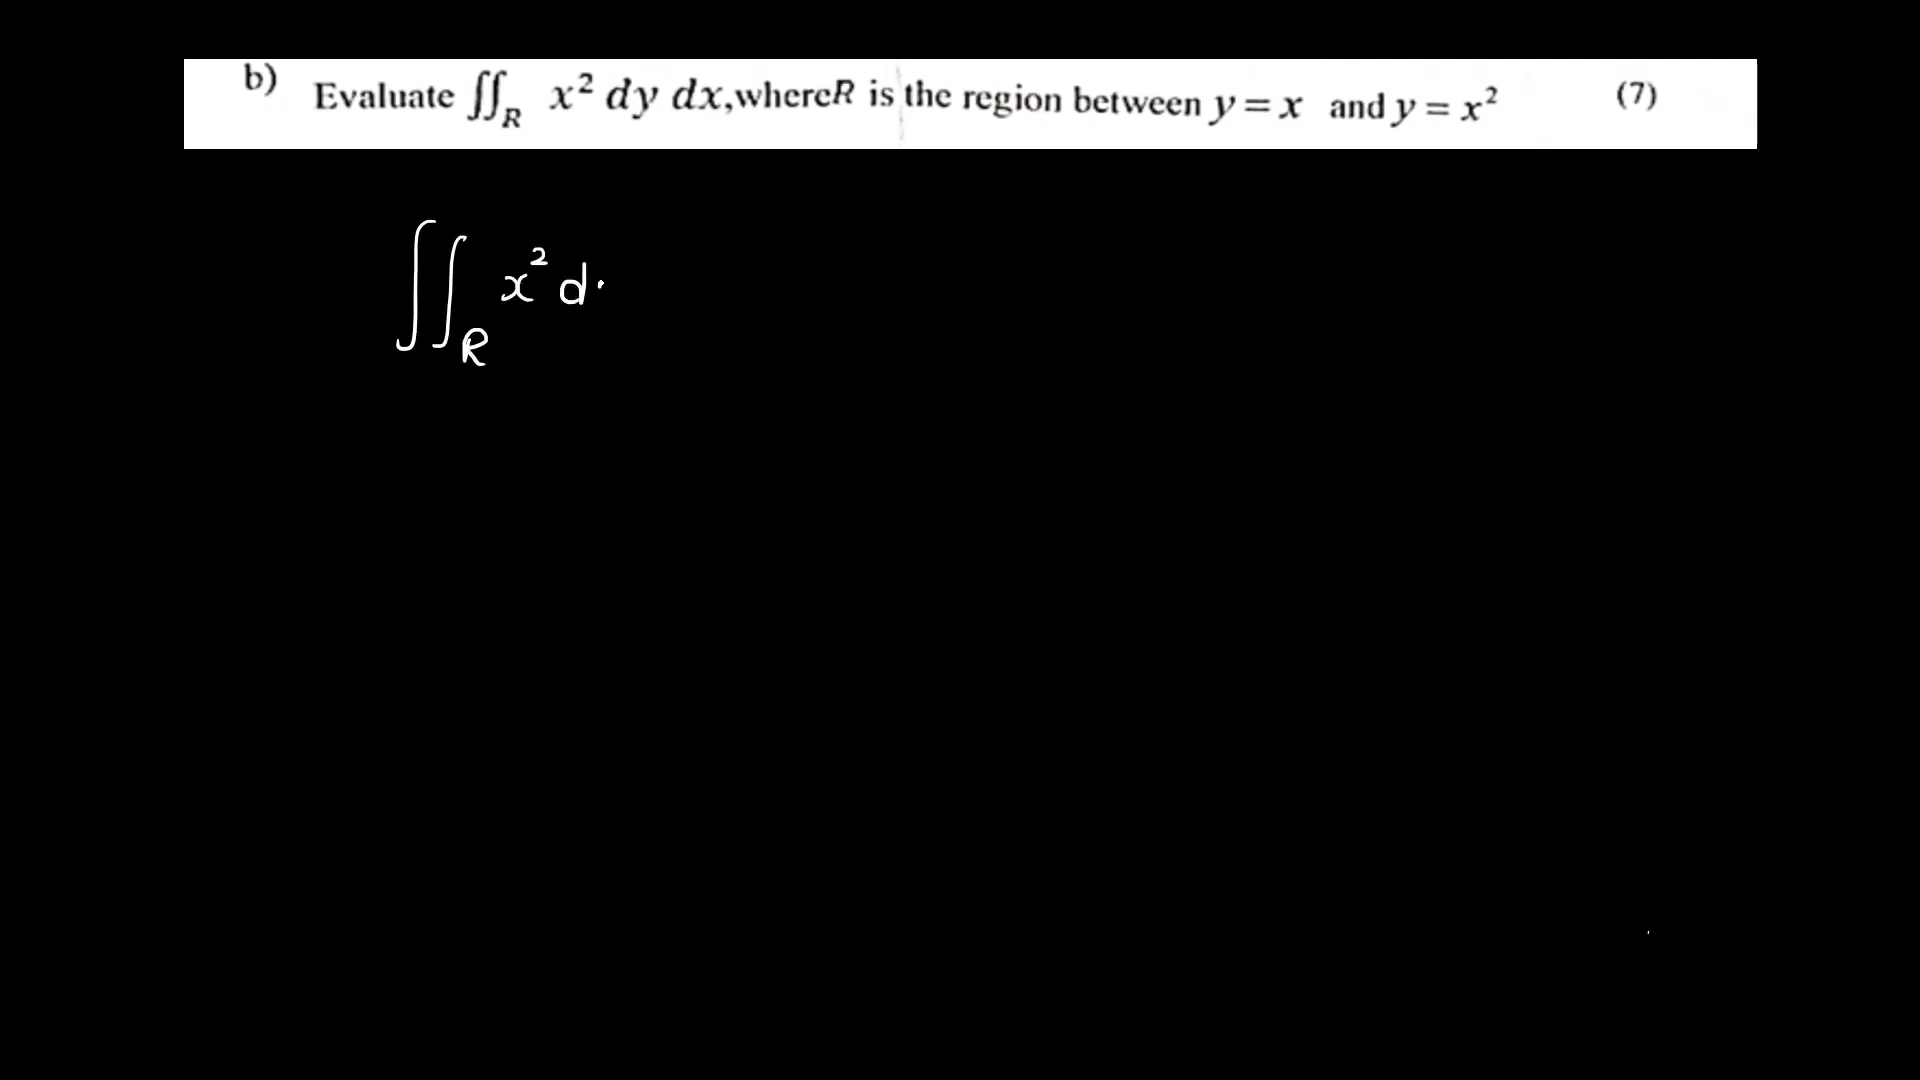 b) Evaluate ∬_R x² dy dx,whereR is the region between y = x and y = x² (7)
∬_R x² d